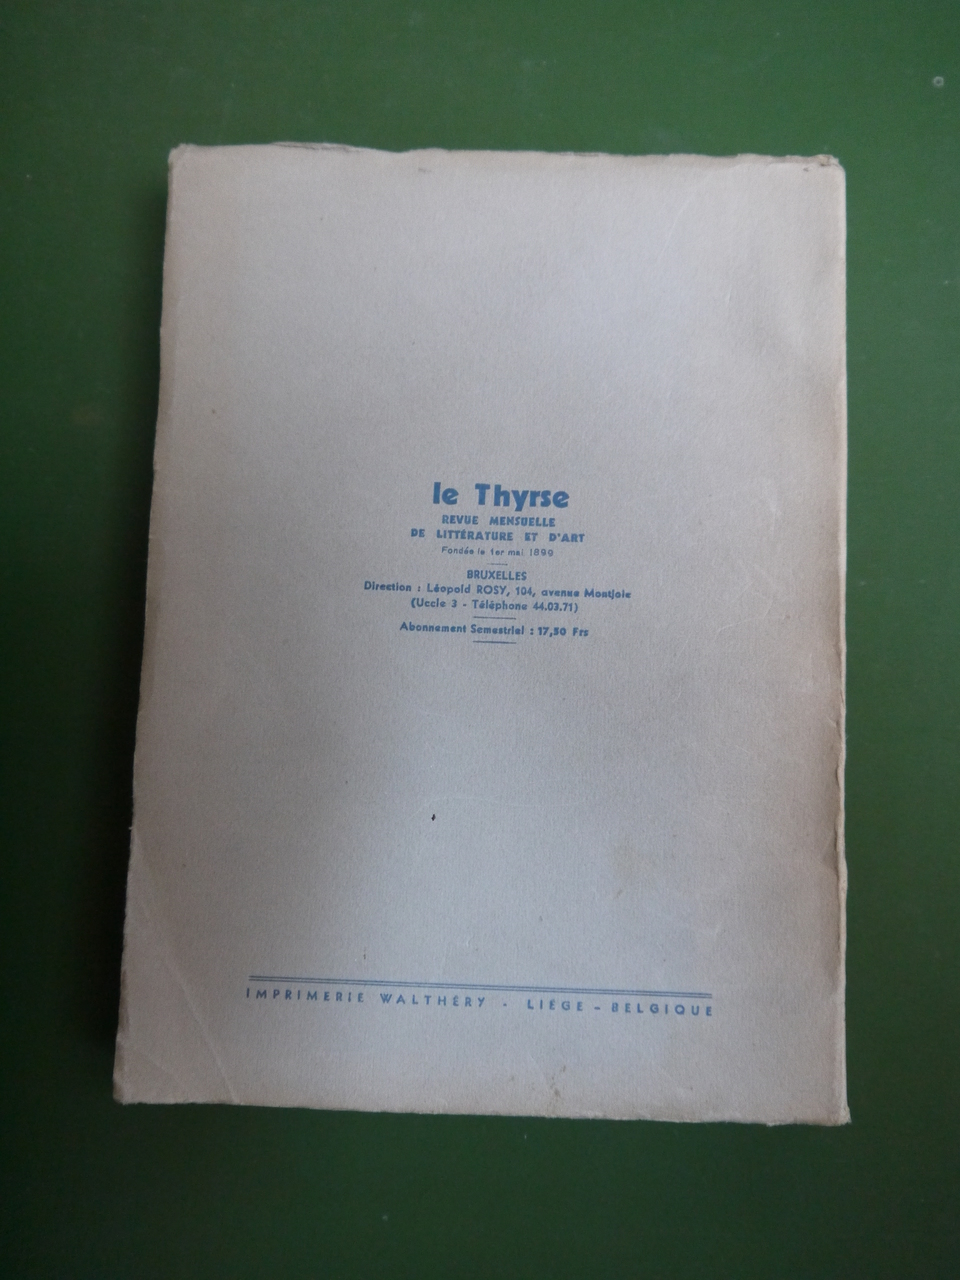 le Thyrse
REVUE MENSUELLE
DE LITTÉRATURE ET D'ART
Fondée le 1er mai 1899
BRUXELLES
Direction : Léopold ROSY, 104, avenue Montjoie
(Uccle 3 - Téléphone 44.03.71)
Abonnement Semestriel : 17,50 Frs
IMPRIMERIE WALTHÉRY - LIÉGE - BELGIQUE